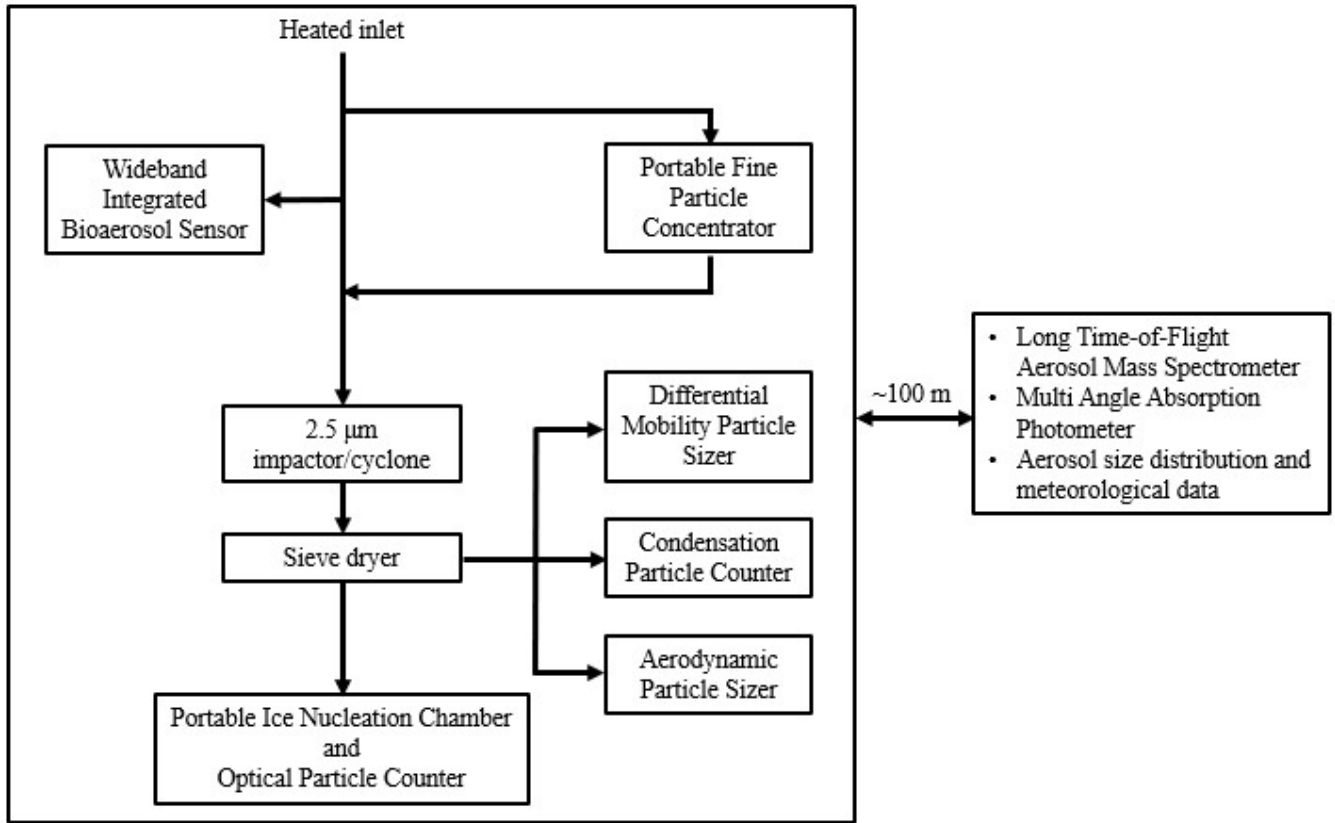 Heated inlet
Wideband
Integrated
Bioaerosol Sensor
Portable Fine
Particle
Concentrator
2.5 μm
impactor/cyclone
Sieve dryer
Differential
Mobility Particle
Sizer
Condensation
Particle Counter
Aerodynamic
Particle Sizer
Portable Ice Nucleation Chamber
and
Optical Particle Counter
~100 m
• Long Time-of-Flight
Aerosol Mass Spectrometer
• Multi Angle Absorption
Photometer
• Aerosol size distribution and
meteorological data